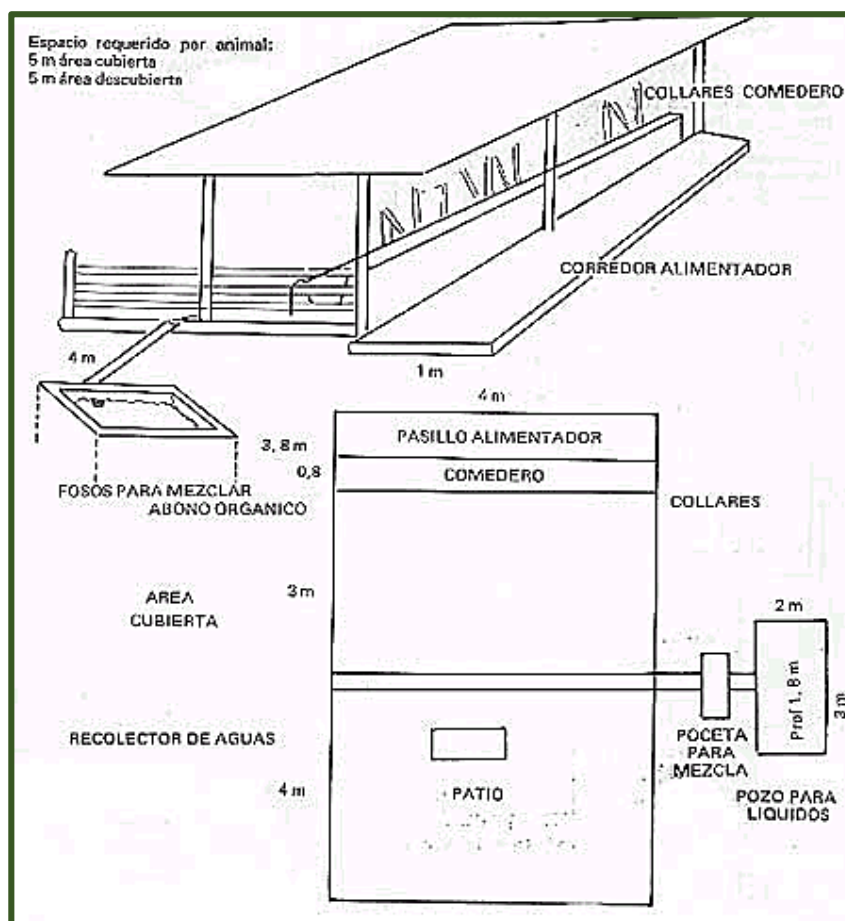 Espacio requerido por animal:
5 m área cubierta
5 m área descubierta
COLLARES COMEDERO
CORREDOR ALIMENTADOR
4 m
1 m
4 m
FOSOS PARA MEZCLAR
ABONO ORGANICO
3, 8 m
0,8
PASILLO ALIMENTADOR
COMEDERO
COLLARES
3 m
AREA
CUBIERTA
2 m
Prof 1, 8 m
3 m
RECOLECTOR DE AGUAS
POCETA
PARA
MEZCLA
4 m
PATIO
POZO PARA
LIQUIDOS